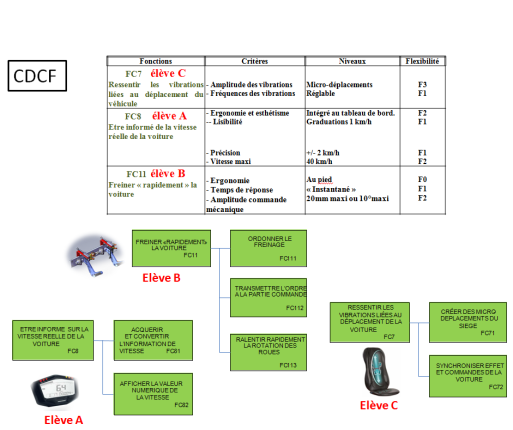 CDCF
Fonctions Critères Niveaux Flexibilité
FC7 élève C
Ressentir les vibrations
liées au déplacement du
véhicule
- Amplitude des vibrations Micro-déplacements F3
- Fréquences des vibrations Réglable F1
FC8 élève A
Etre informé de la vitesse
réelle de la voiture
- Ergonomie et esthétisme Intégré au tableau de bord. F2
-- Lisibilité Graduations 1 km/h F1
- Précision +/- 2 km/h F1
- Vitesse maxi 40 km/h F2
FC11 élève B
Freiner « rapidement » la
voiture
- Ergonomie Au pied F0
- Temps de réponse « Instantané » F1
- Amplitude commande 20mm maxi ou 10°maxi F2
mécanique
FREINER «RAPIDEMENT»
LA VOITURE
FC11
Elève B
ORDONNER LE
FREINAGE
FC111
TRANSMETTRE L'ORDRE
A LA PARTIE COMMANDE
FC112
RALENTIR RAPIDEMENT
LA ROTATION DES
ROUES
FC113
ETRE INFORME SUR LA
VITESSE REELLE DE LA
VOITURE
FC8
ACQUERIR
ET CONVERTIR
L'INFORMATION DE
VITESSE FC81
AFFICHER LA VALEUR
NUMERIQUE DE
LA VITESSE
FC82
64
Elève A
RESSENTIR LES
VIBRATIONS LIÉES AU
DÉPLACEMENT DE LA
VOITURE
FC7
CRÉER DES MICRO
DEPLACEMENTS DU
SIEGE
FC71
SYNCHRONISER EFFET
ET COMMANDES DE LA
VOITURE
FC72
Elève C